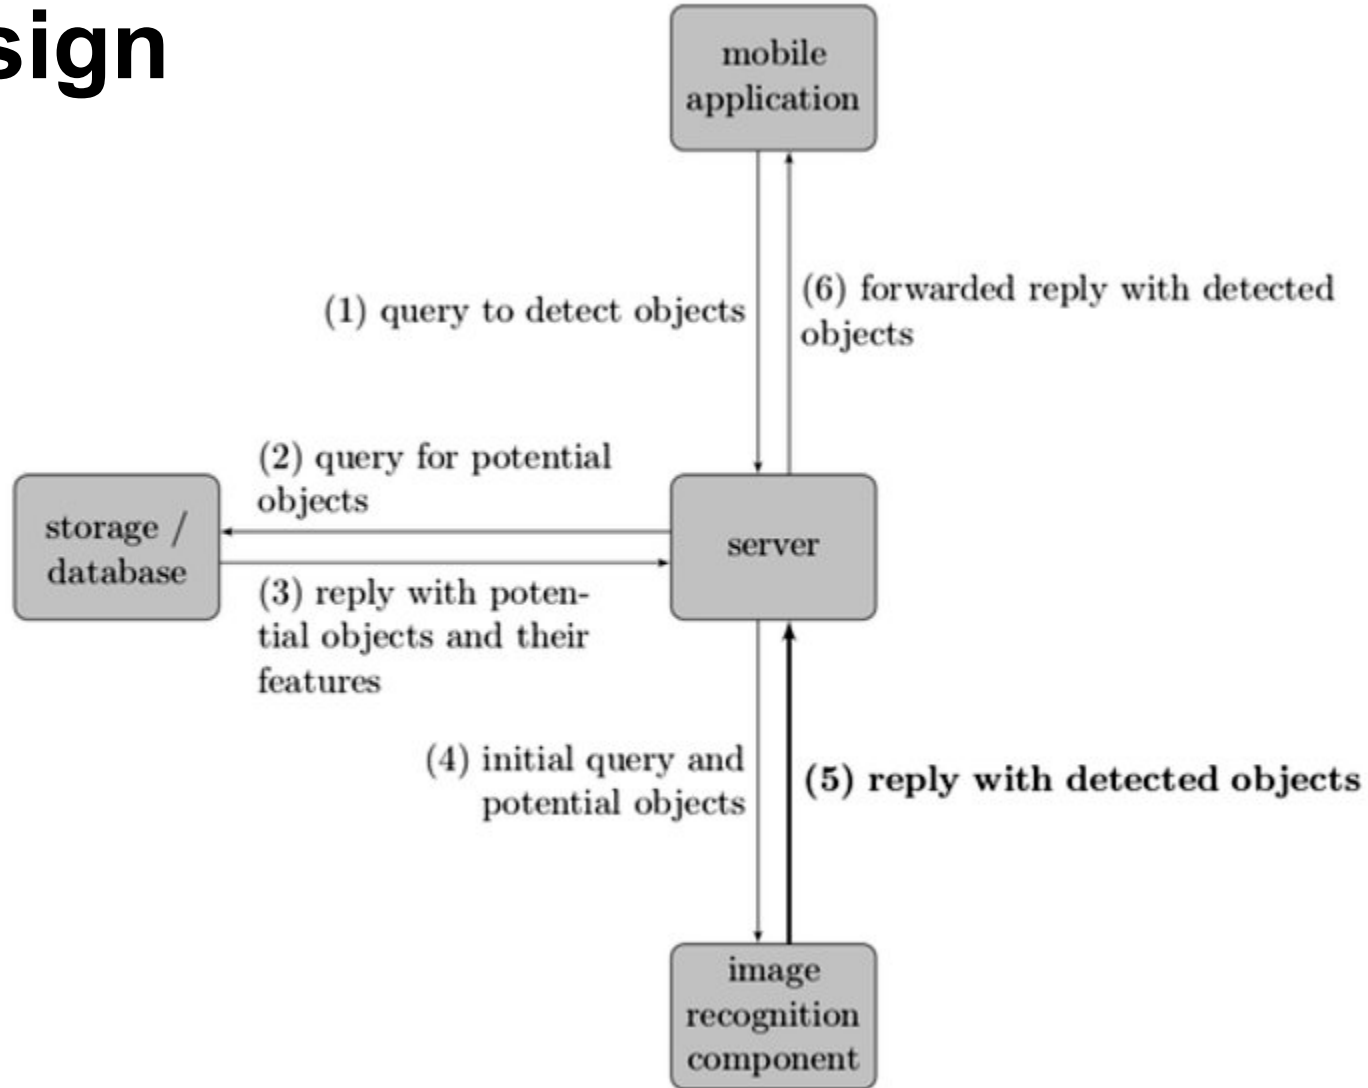 sign
mobile
application
(1) query to detect objects
(6) forwarded reply with detected
objects
(2) query for potential
objects
storage /
database
server
(3) reply with poten-
tial objects and their
features
(4) initial query and
potential objects
(5) reply with detected objects
image
recognition
component